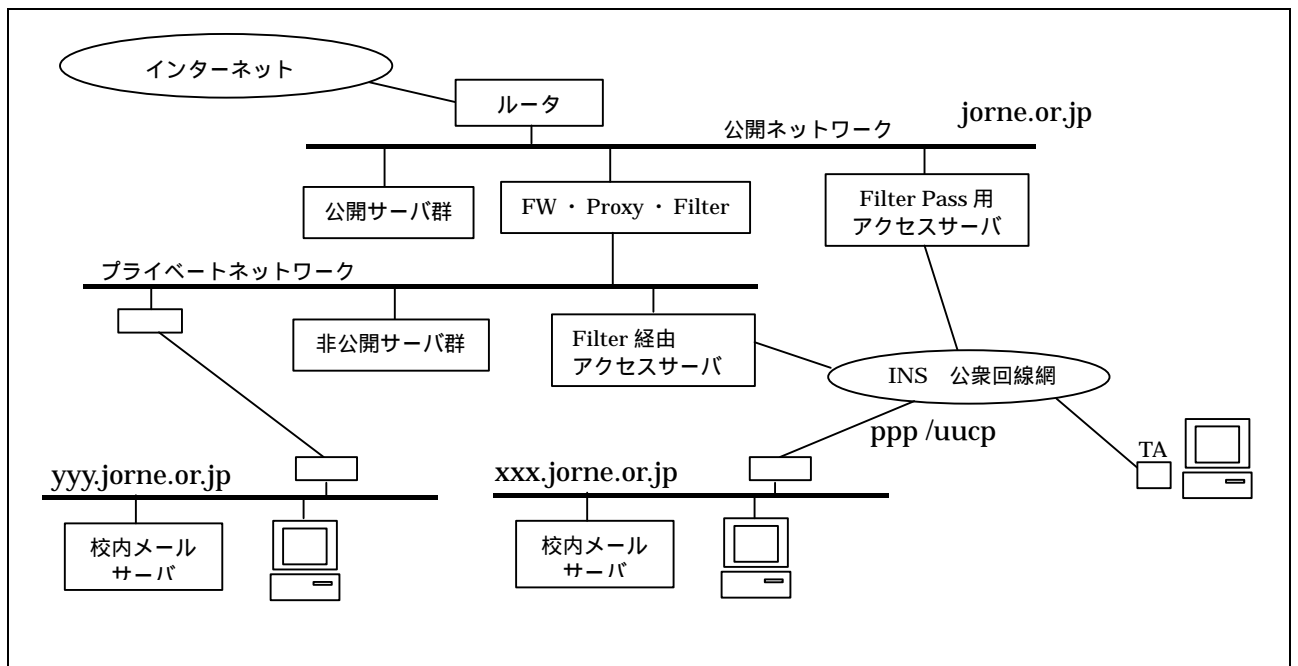 インターネット
ルータ
jorne.or.jp
公開ネットワーク
公開サーバ群
FW ・ Proxy ・ Filter
Filter Pass 用
アクセスサーバ
プライベートネットワーク
非公開サーバ群
Filter 経由
アクセスサーバ
INS　公衆回線網
ppp /uucp
TA
yyy.jorne.or.jp
xxx.jorne.or.jp
校内メール
サーバ
校内メール
サーバ